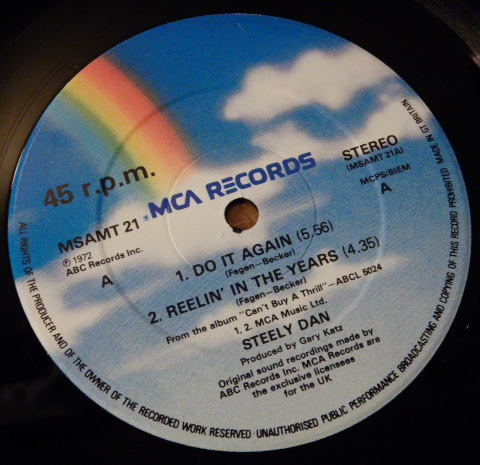 45 r.p.m.
MCA RECORDS
STEREO
(MSAMT 21A)
MCPS/BIEM
A
MSAMT 21
℗ 1972
ABC Records Inc.
A
1. DO IT AGAIN (5.56)
(Fagen—Becker)
2. REELIN' IN THE YEARS (4.35)
(Fagen—Becker)
From the album "Can't Buy A Thrill"—ABCL 5024
1. 2. MCA Music Ltd.
STEELY DAN
Produced by Gary Katz
Original sound recordings made by
ABC Records Inc. MCA Records are
the exclusive licensees
for the UK
ALL RIGHTS OF THE PRODUCER AND OF THE OWNER OF THE RECORDED WORK RESERVED · UNAUTHORISED PUBLIC PERFORMANCE BROADCASTING AND COPYING OF THIS RECORD PROHIBITED MADE IN GT BRITAIN